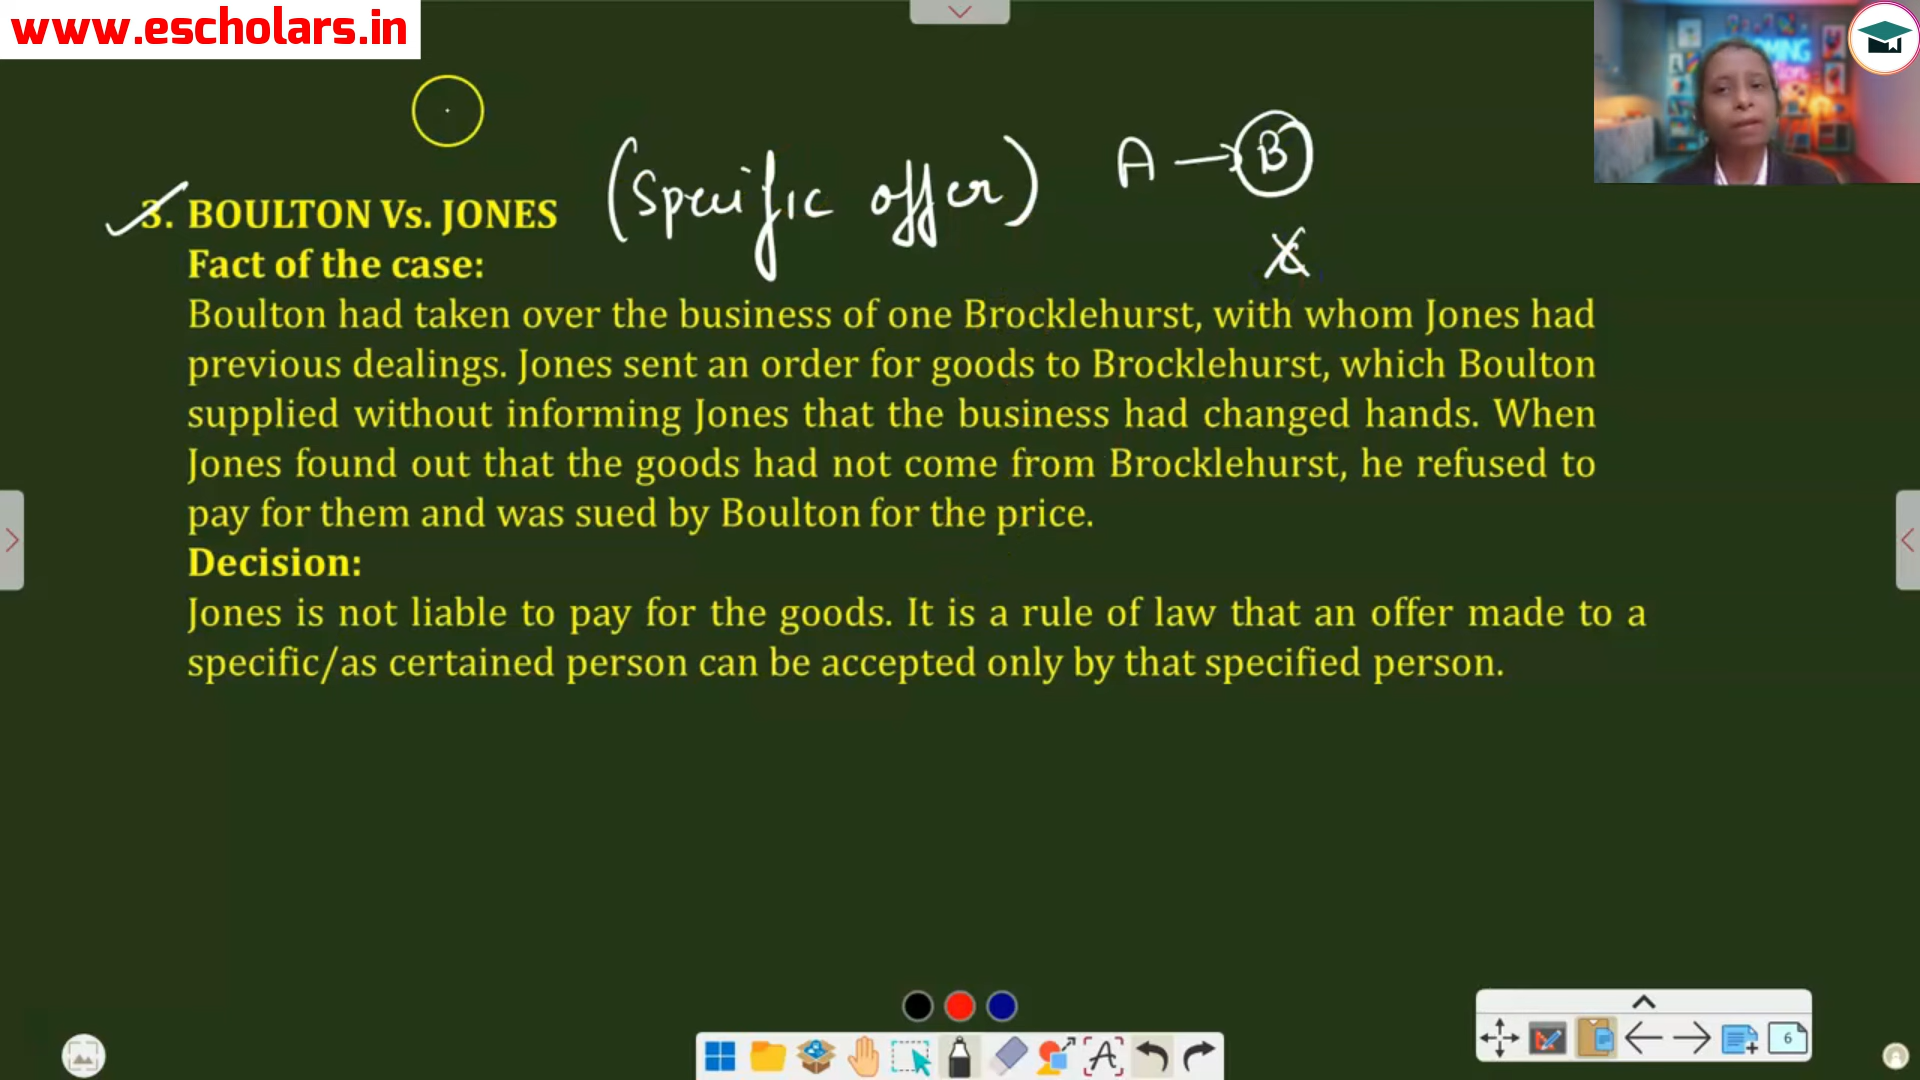 www.escholars.in
(Specific offer) A → B
C
3. BOULTON Vs. JONES
Fact of the case:
Boulton had taken over the business of one Brocklehurst, with whom Jones had
previous dealings. Jones sent an order for goods to Brocklehurst, which Boulton
supplied without informing Jones that the business had changed hands. When
Jones found out that the goods had not come from Brocklehurst, he refused to
pay for them and was sued by Boulton for the price.
Decision:
Jones is not liable to pay for the goods. It is a rule of law that an offer made to a
specific/as certained person can be accepted only by that specified person.
6